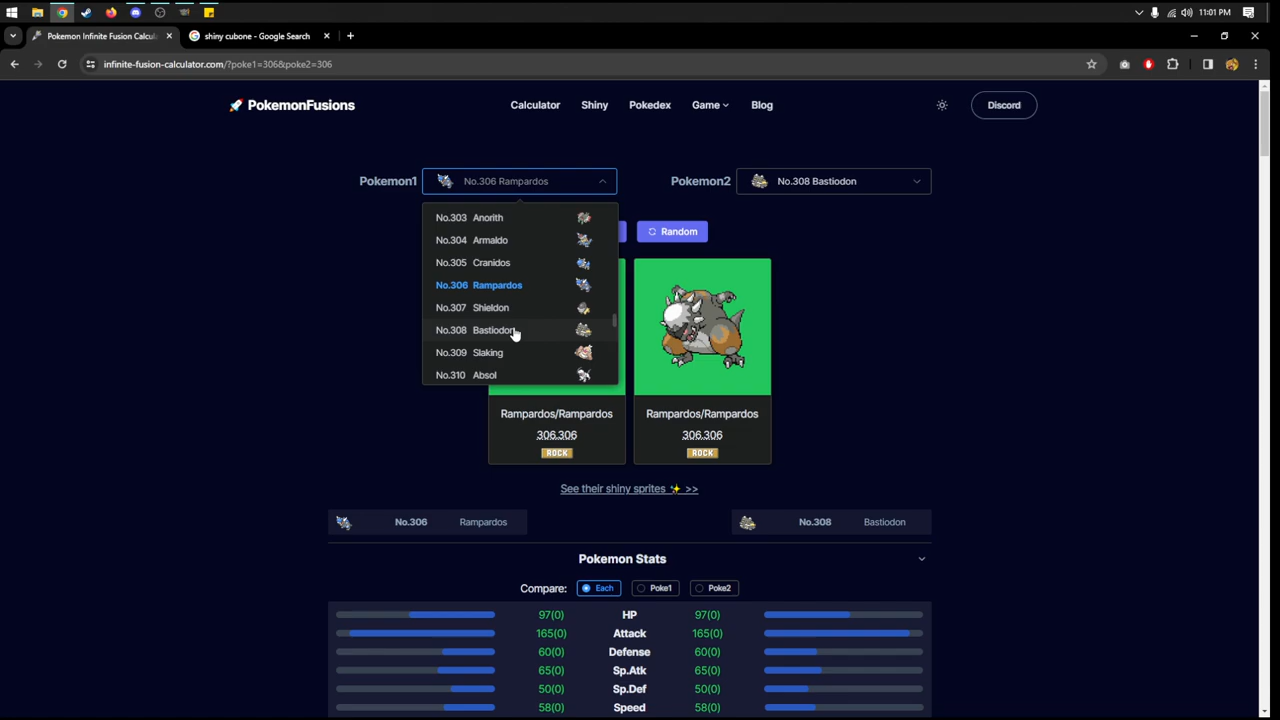 11:01 PM
Pokemon Infinite Fusion Calcula
shiny cubone - Google Search
infinite-fusion-calculator.com/?poke1=306&poke2=306
PokemonFusions
Calculator Shiny Pokedex Game Blog
Discord
Pokemon1 No.306 Rampardos
Pokemon2 No.308 Bastiodon
No.303 Anorith
No.304 Armaldo
No.305 Cranidos
No.306 Rampardos
No.307 Shieldon
No.308 Bastiodon
No.309 Slaking
No.310 Absol
Random
Rampardos/Rampardos Rampardos/Rampardos
306.306 306.306
ROCK ROCK
See their shiny sprites ✨ >>
No.306 Rampardos No.308 Bastiodon
Pokemon Stats
Compare: Each Poke1 Poke2
97(0) HP 97(0)
165(0) Attack 165(0)
60(0) Defense 60(0)
65(0) Sp.Atk 65(0)
50(0) Sp.Def 50(0)
58(0) Speed 58(0)